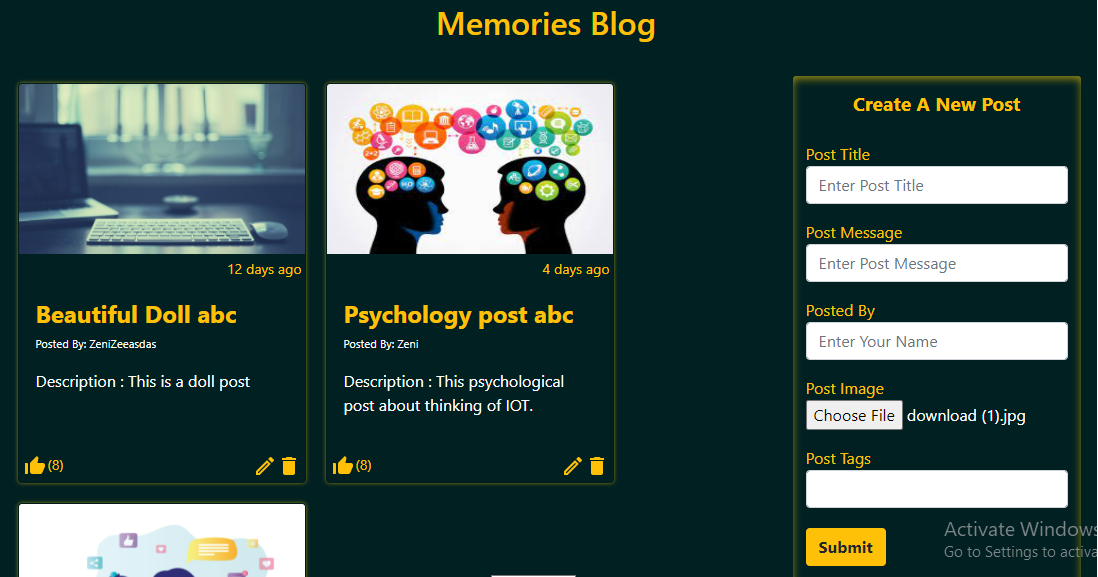 Memories Blog
12 days ago
Beautiful Doll abc
Posted By: ZeniZeeasdas
Description : This is a doll post
(8)
4 days ago
Psychology post abc
Posted By: Zeni
Description : This psychological
post about thinking of IOT.
(8)
Create A New Post
Post Title
Enter Post Title
Post Message
Enter Post Message
Posted By
Enter Your Name
Post Image
Choose File download (1).jpg
Post Tags
Submit
Activate Windows
Go to Settings to activa